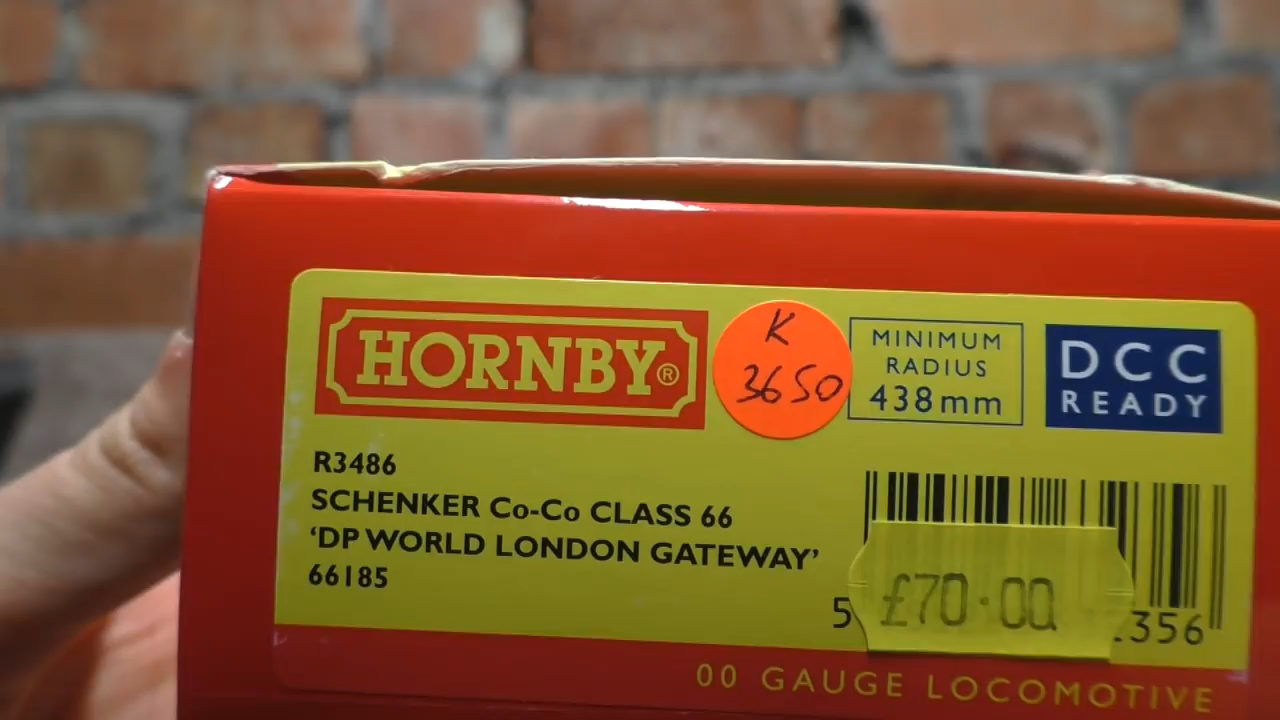 HORNBY®
K
3650
MINIMUM
RADIUS
438mm
DCC
READY
R3486
SCHENKER Co-Co CLASS 66
‘DP WORLD LONDON GATEWAY’
66185
£70.00
5
356
00 GAUGE LOCOMOTIVE